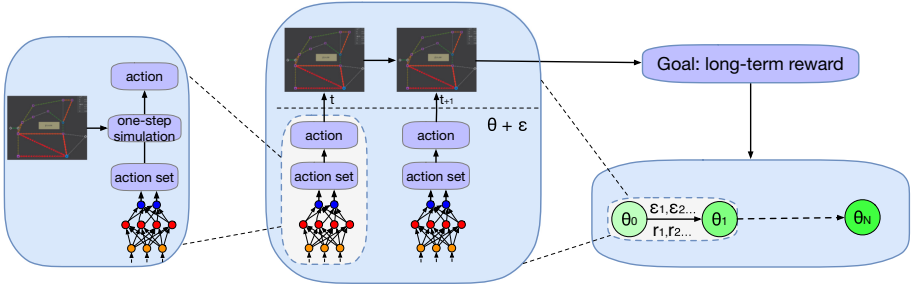 action
one-step
simulation
action set
t
t+1
θ + ε
action
action set
action
action set
Goal: long-term reward
θ0
ε1,ε2...
r1,r2...
θ1
θN